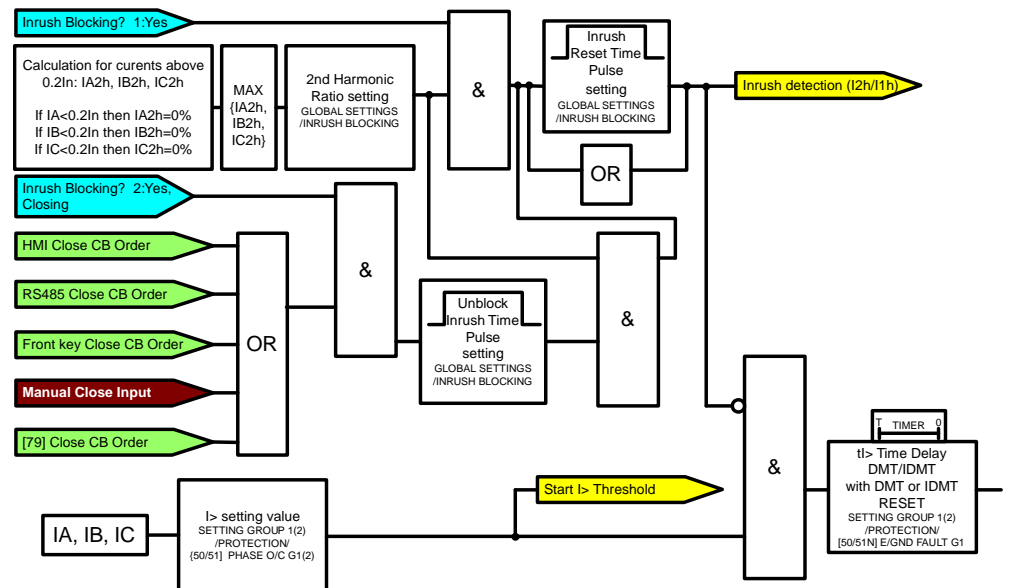 Inrush Blocking?  1:Yes
Calculation for curents above
0.2In: IA2h, IB2h, IC2h
If IA<0.2In then IA2h=0%
If IB<0.2In then IB2h=0%
If IC<0.2In then IC2h=0%
MAX
{IA2h,
IB2h,
IC2h}
2nd Harmonic
Ratio setting
GLOBAL SETTINGS
/INRUSH BLOCKING
&
Inrush
Reset Time
Pulse
setting
GLOBAL SETTINGS
/INRUSH BLOCKING
OR
Inrush detection (I2h/I1h)
Inrush Blocking?  2:Yes,
Closing
HMI Close CB Order
RS485 Close CB Order
Front key Close CB Order
Manual Close Input
[79] Close CB Order
OR
&
Unblock
Inrush Time
Pulse
setting
GLOBAL SETTINGS
/INRUSH BLOCKING
&
IA, IB, IC
I> setting value
SETTING GROUP 1(2)
/PROTECTION/
{50/51]  PHASE O/C G1(2)
Start I> Threshold
&
T TIMER 0
tI> Time Delay
DMT/IDMT
with DMT or IDMT
RESET
SETTING GROUP 1(2)
/PROTECTION/
[50/51N] E/GND FAULT G1